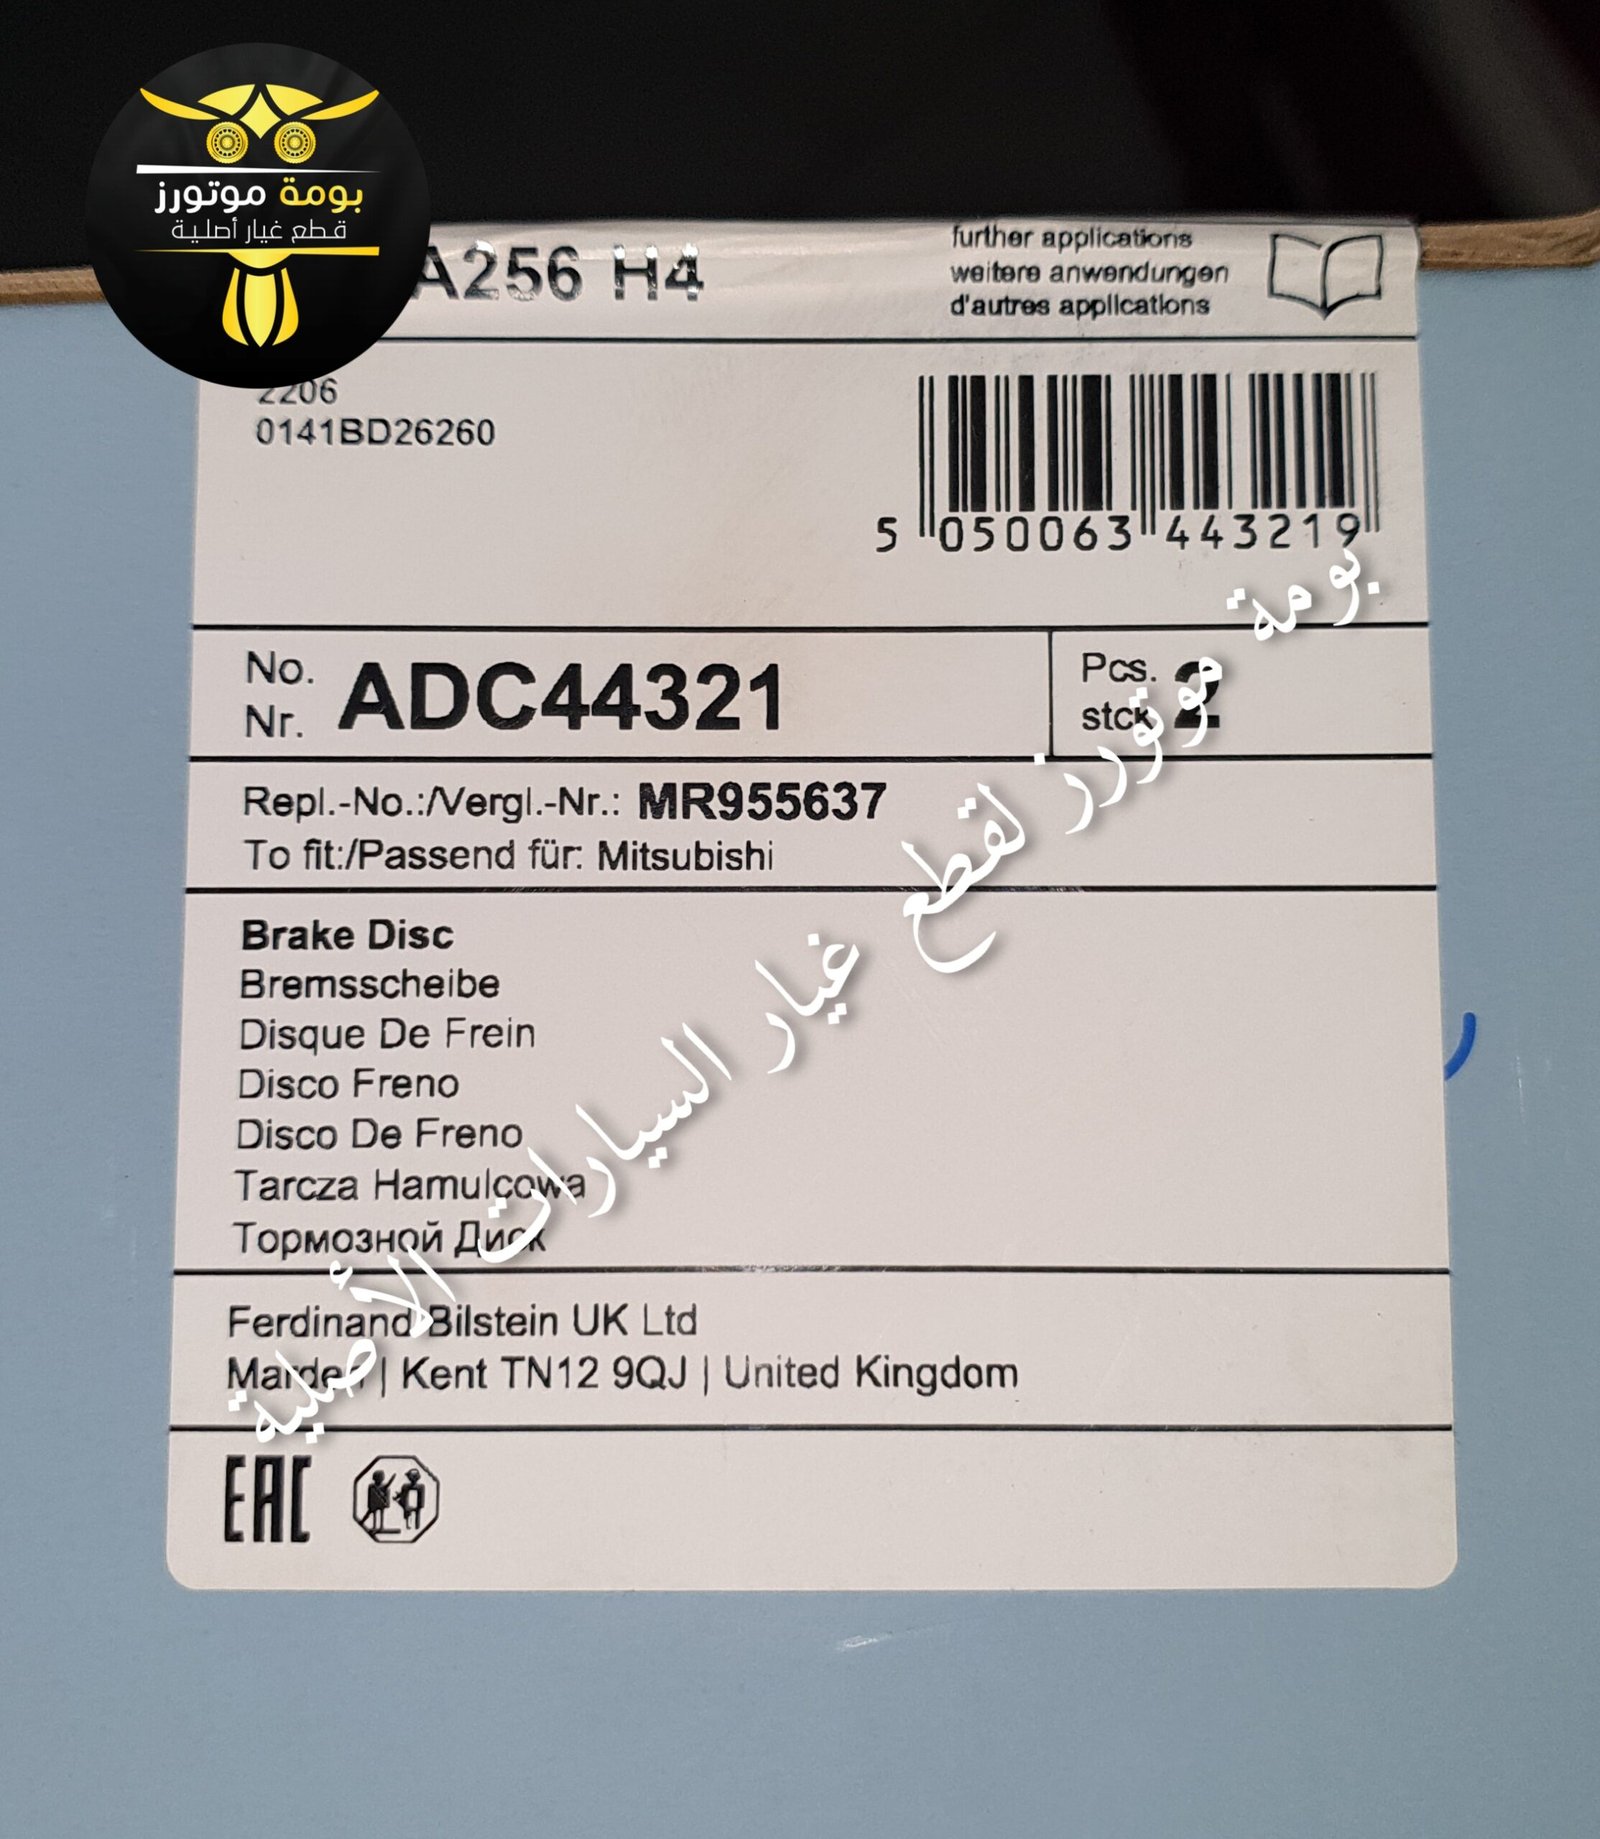 بومة موتورز
قطع غيار أصلية
A256 H4
further applications
weitere anwendungen
d'autres applications
2206
0141BD26260
5 050063 443219
No.
Nr. ADC44321
Pcs.
stck 2
Repl.-No.:/Vergl.-Nr.: MR955637
To fit:/Passend für: Mitsubishi
Brake Disc
Bremsscheibe
Disque De Frein
Disco Freno
Disco De Freno
Tarcza Hamulcowa
Тормозной Диск
Ferdinand Bilstein UK Ltd
Marden | Kent TN12 9QJ | United Kingdom
EAC
بومة موتورز لقطع غيار السيارات الأصلية